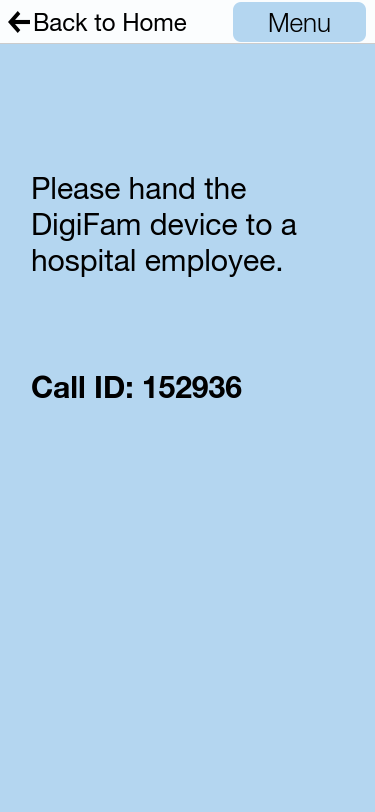 Back to Home
Menu
Please hand the
DigiFam device to a
hospital employee.
Call ID: 152936